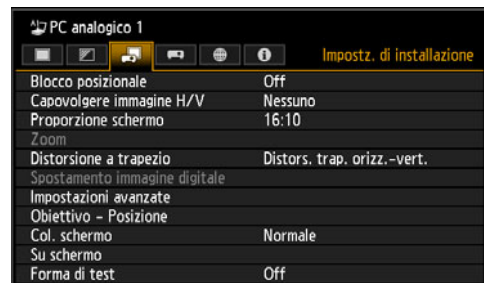 PC analogico 1
Impostz. di installazione
Blocco posizionale Off
Capovolgere immagine H/V Nessuno
Proporzione schermo 16:10
Zoom
Distorsione a trapezio Distors. trap. orizz.-vert.
Spostamento immagine digitale
Impostazioni avanzate
Obiettivo - Posizione
Col. schermo Normale
Su schermo
Forma di test Off